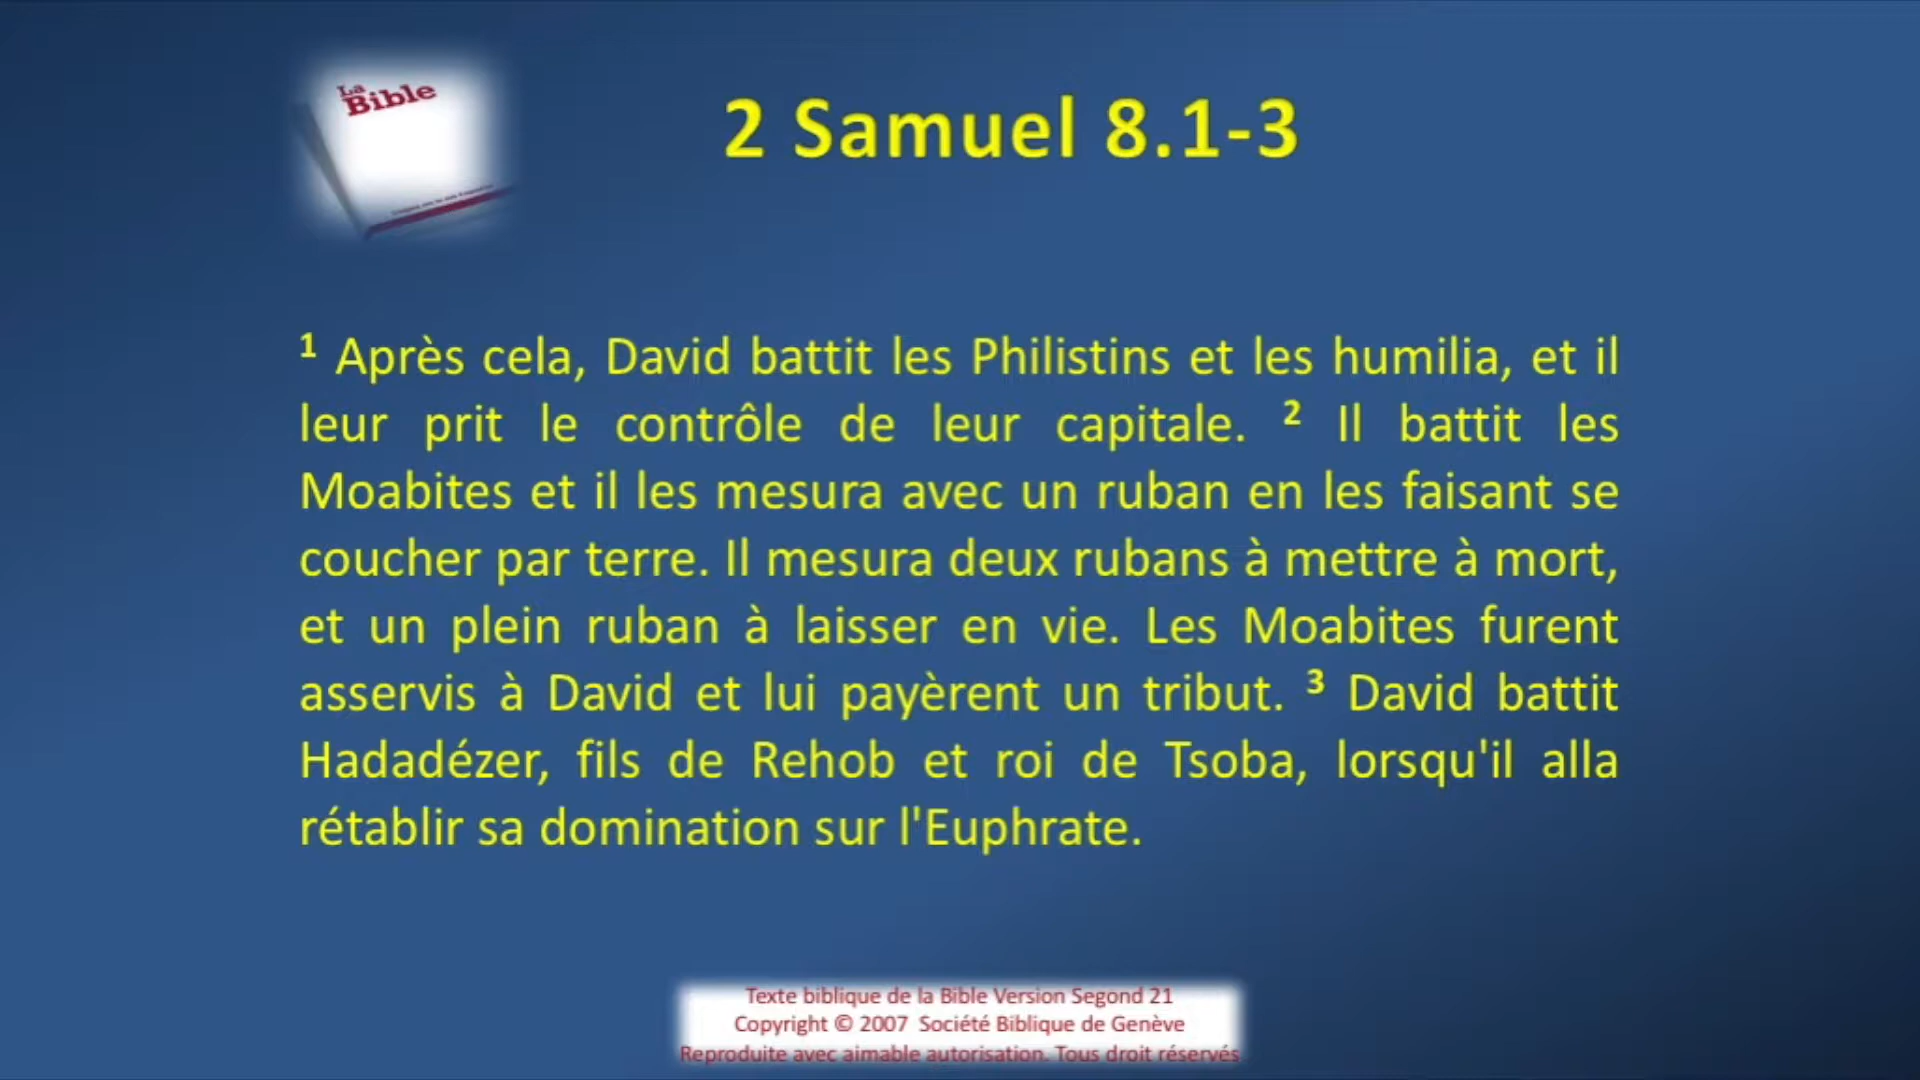 La
Bible
2 Samuel 8.1-3
1 Après cela, David battit les Philistins et les humilia, et il
leur prit le contrôle de leur capitale. 2 Il battit les
Moabites et il les mesura avec un ruban en les faisant se
coucher par terre. Il mesura deux rubans à mettre à mort,
et un plein ruban à laisser en vie. Les Moabites furent
asservis à David et lui payèrent un tribut. 3 David battit
Hadadézer, fils de Rehob et roi de Tsoba, lorsqu'il alla
rétablir sa domination sur l'Euphrate.
Texte biblique de la Bible Version Segond 21
Copyright © 2007 Société Biblique de Genève
Reproduite avec aimable autorisation. Tous droit réservés